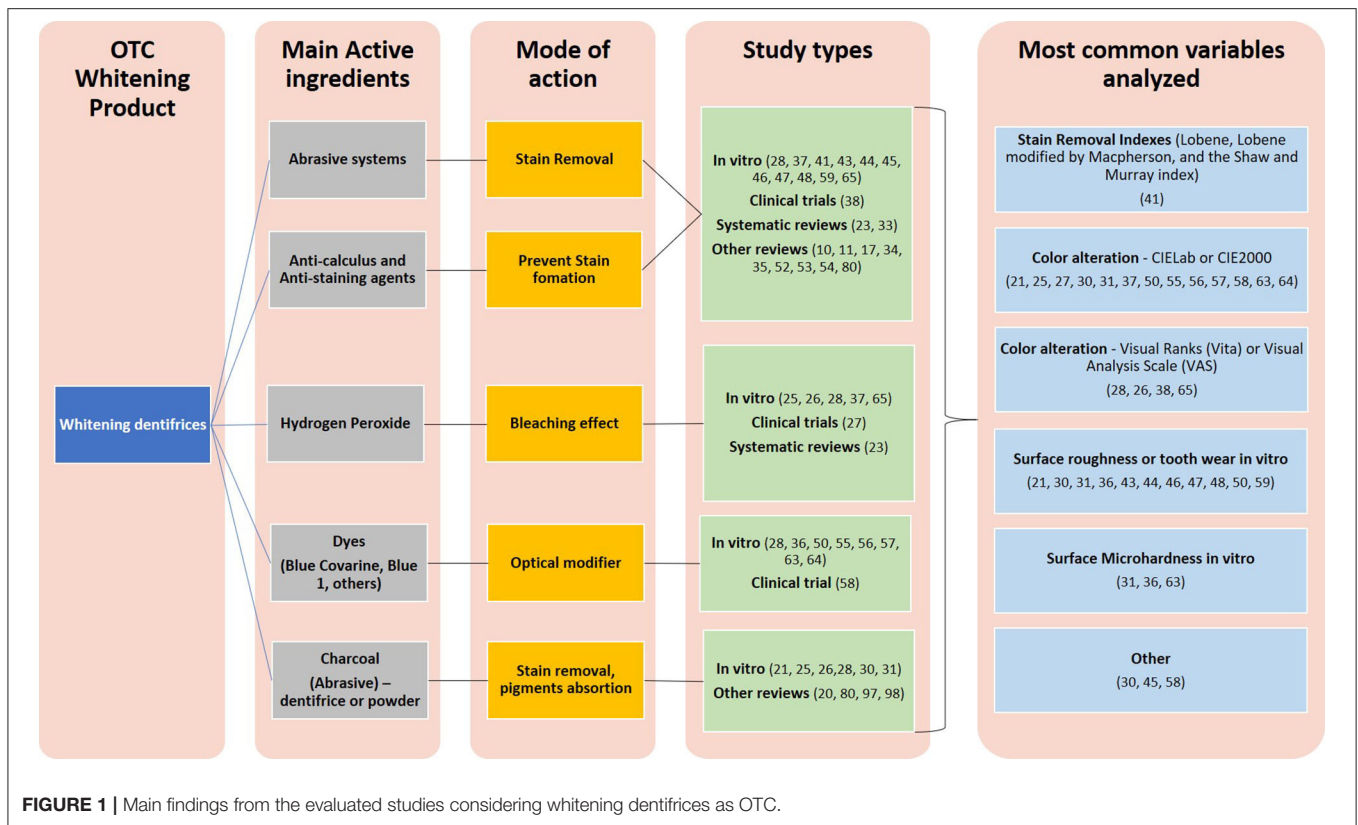 OTC
Whitening
Product
Whitening dentifrices
Main Active
ingredients
Abrasive systems
Anti-calculus and
Anti-staining agents
Hydrogen Peroxide
Dyes
(Blue Covarine, Blue
1, others)
Charcoal
(Abrasive) –
dentifrice or powder
Mode of
action
Stain Removal
Prevent Stain
fomation
Bleaching effect
Optical modifier
Stain removal,
pigments absortion
Study types
In vitro (28, 37, 41, 43, 44, 45,
46, 47, 48, 59, 65)
Clinical trials (38)
Systematic reviews (23, 33)
Other reviews (10, 11, 17, 34,
35, 52, 53, 54, 80)
In vitro (25, 26, 28, 37, 65)
Clinical trials (27)
Systematic reviews (23)
In vitro (28, 36, 50, 55, 56, 57,
63, 64)
Clinical trial (58)
In vitro (21, 25, 26,28, 30, 31)
Other reviews (20, 80, 97, 98)
Most common variables
analyzed
Stain Removal Indexes (Lobene, Lobene
modified by Macpherson, and the Shaw and
Murray index)
(41)
Color alteration - CIELab or CIE2000
(21, 25, 27, 30, 31, 37, 50, 55, 56, 57, 58, 63, 64)
Color alteration - Visual Ranks (Vita) or Visual
Analysis Scale (VAS)
(28, 26, 38, 65)
Surface roughness or tooth wear in vitro
(21, 30, 31, 36, 43, 44, 46, 47, 48, 50, 59)
Surface Microhardness in vitro
(31, 36, 63)
Other
(30, 45, 58)
FIGURE 1 | Main findings from the evaluated studies considering whitening dentifrices as OTC.